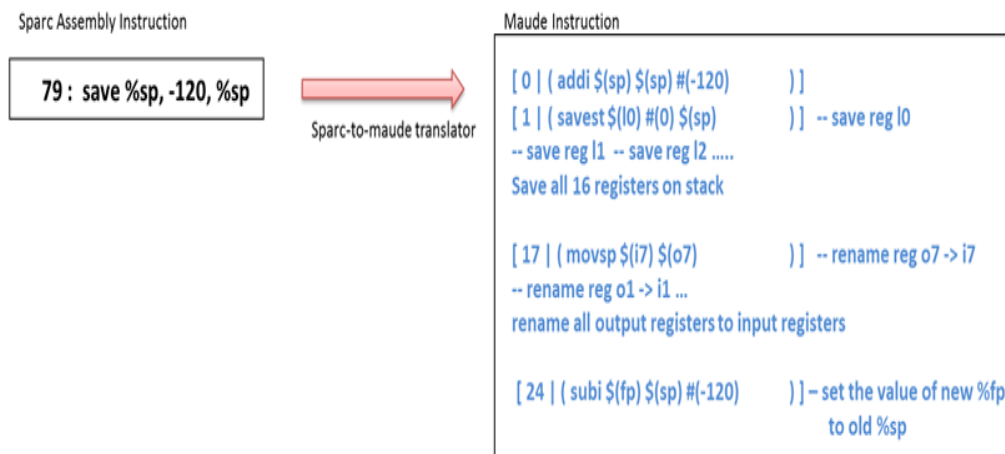 Sparc Assembly Instruction
79 : save %sp, -120, %sp
Sparc-to-maude translator
Maude Instruction
[ 0 | ( addi $(sp) $(sp) #(-120) ) ]
[ 1 | ( savest $(l0) #(0) $(sp) ) ] -- save reg l0
-- save reg l1 -- save reg l2 .....
Save all 16 registers on stack
[ 17 | ( movsp $(i7) $(o7) ) ] -- rename reg o7 -> i7
-- rename reg o1 -> i1 ...
rename all output registers to input registers
[ 24 | ( subi $(fp) $(sp) #(-120) ) ] – set the value of new %fp
to old %sp